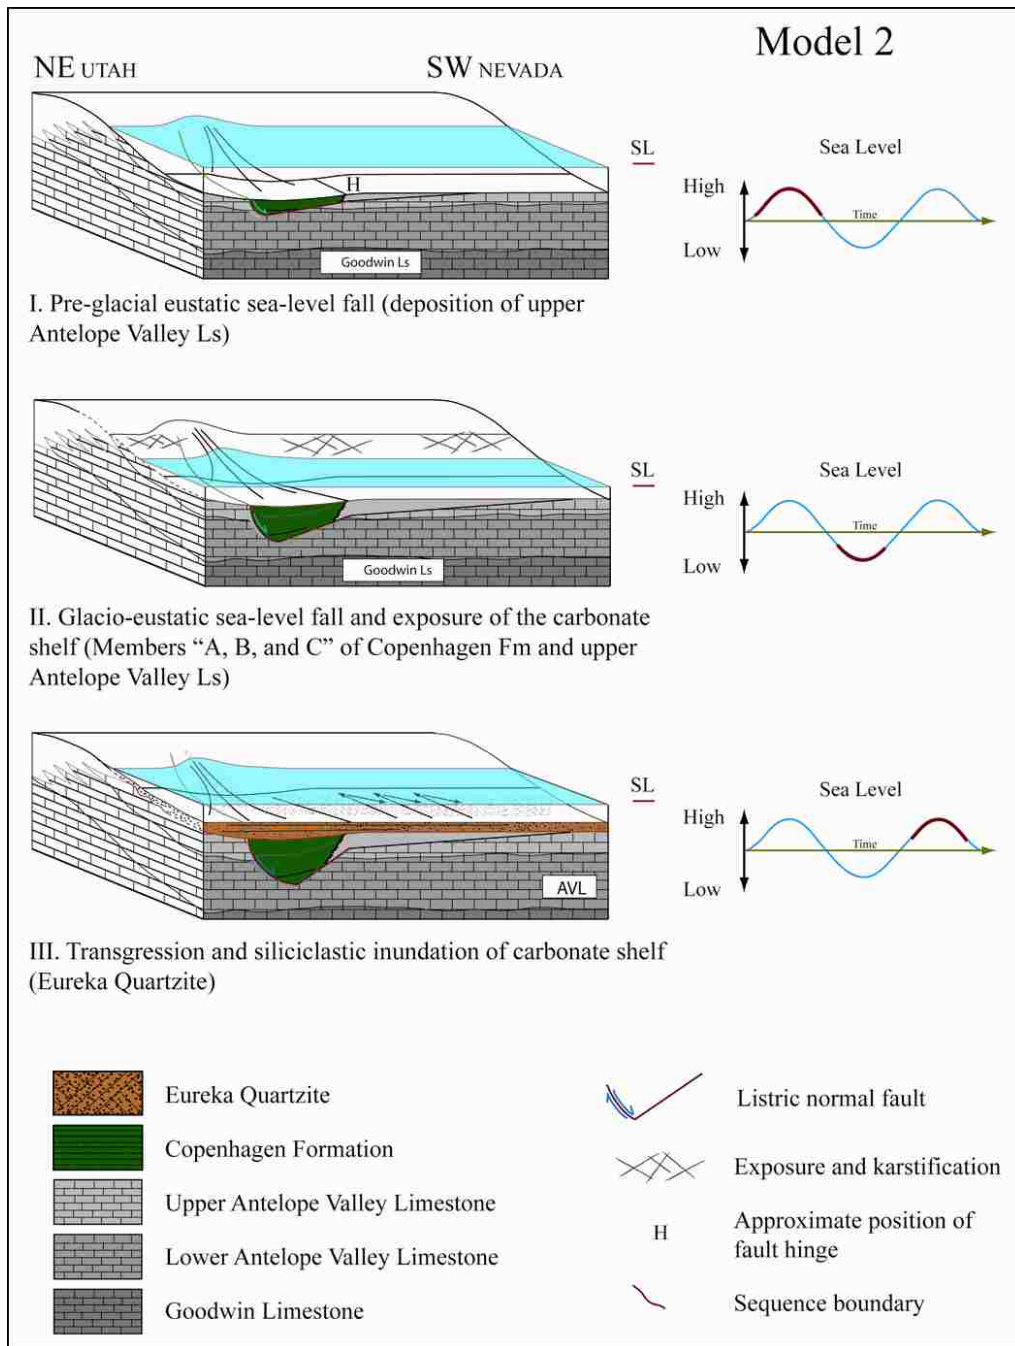 Model 2
NE UTAH
SW NEVADA
SL
Sea Level
High
Time
Low
H
Goodwin Ls
I. Pre-glacial eustatic sea-level fall (deposition of upper
Antelope Valley Ls)
SL
Sea Level
High
Time
Low
Goodwin Ls
II. Glacio-eustatic sea-level fall and exposure of the carbonate
shelf (Members “A, B, and C” of Copenhagen Fm and upper
Antelope Valley Ls)
SL
Sea Level
High
Time
Low
AVL
III. Transgression and siliciclastic inundation of carbonate shelf
(Eureka Quartzite)
Eureka Quartzite
Copenhagen Formation
Upper Antelope Valley Limestone
Lower Antelope Valley Limestone
Goodwin Limestone
Listric normal fault
Exposure and karstification
H
Approximate position of
fault hinge
Sequence boundary